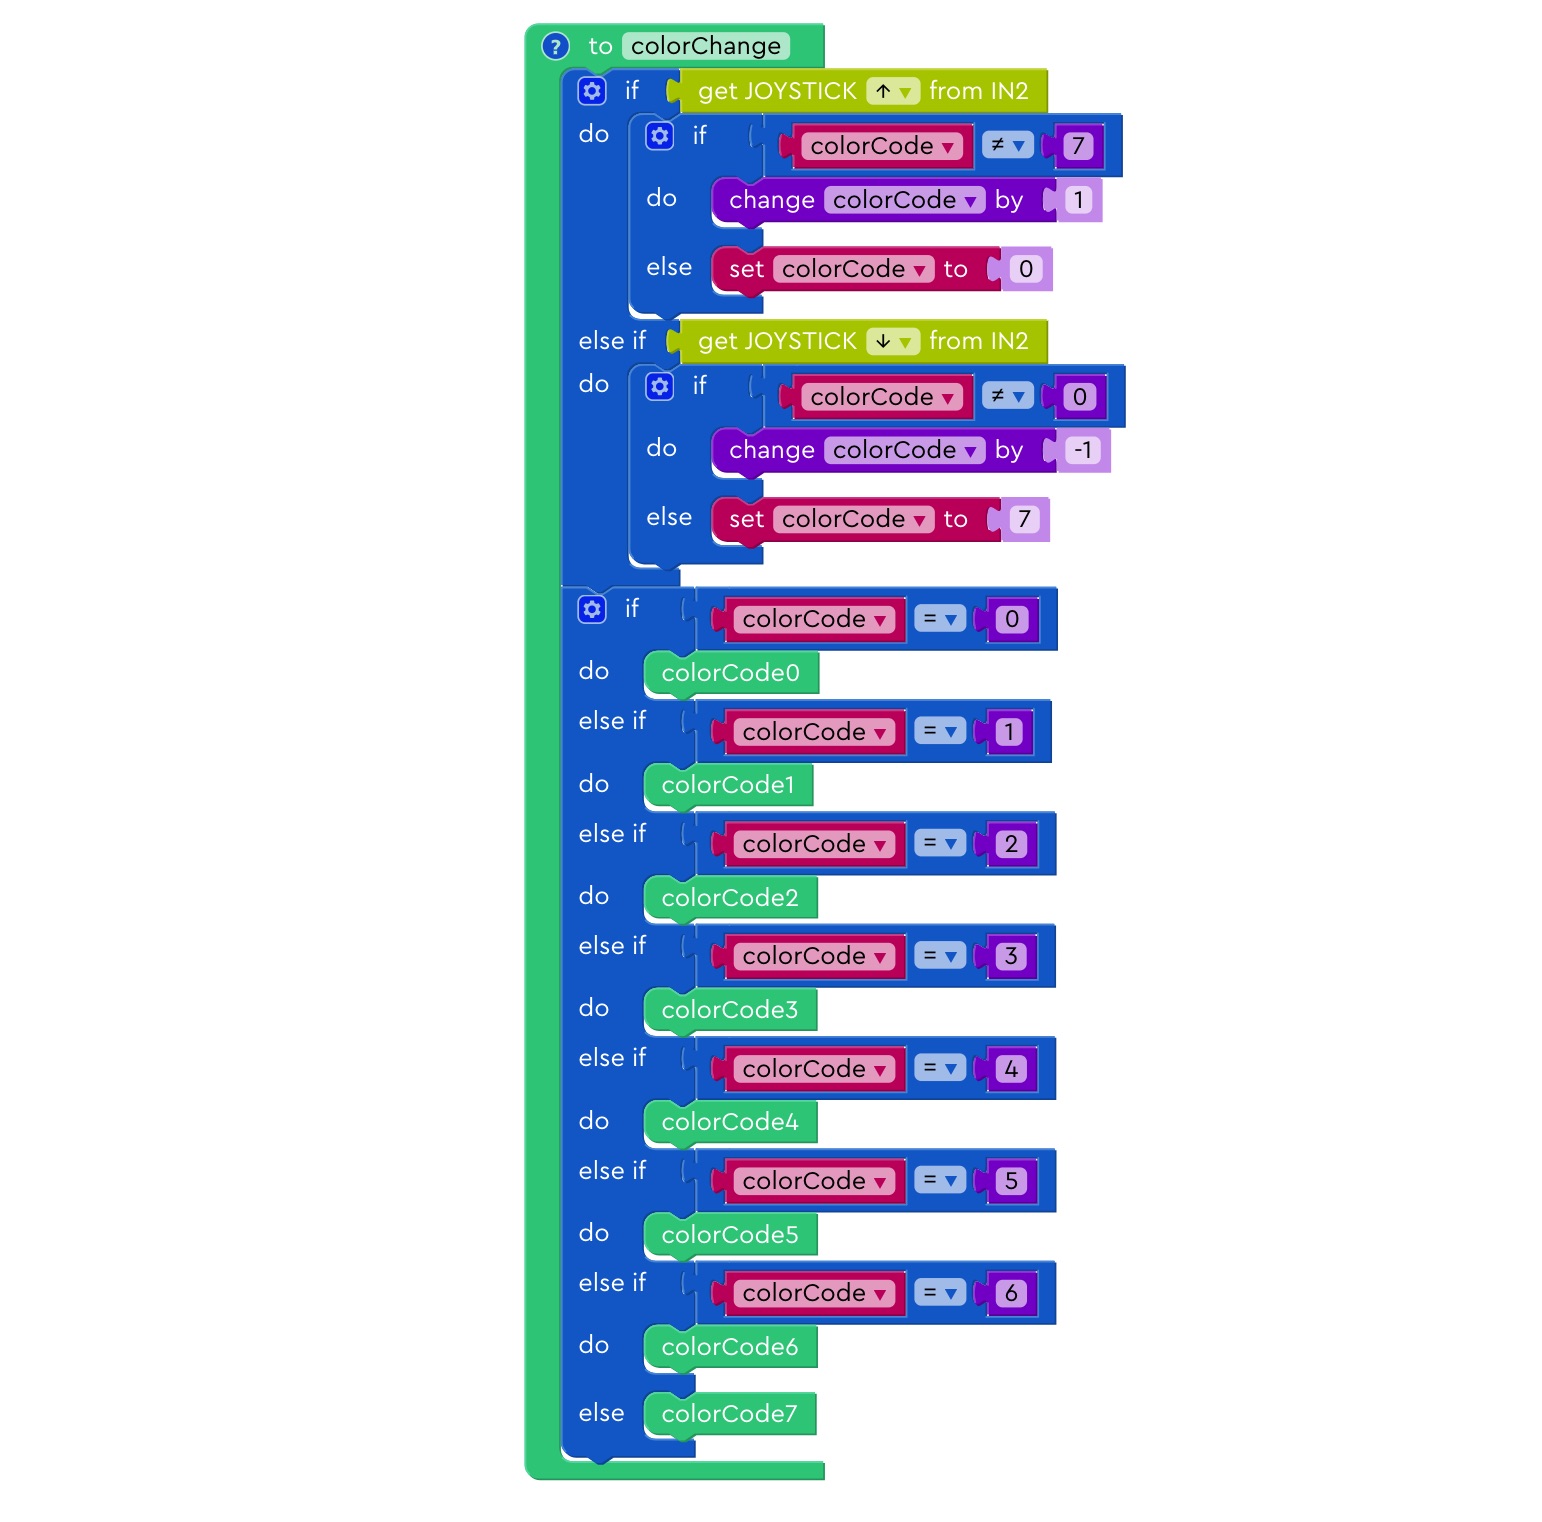 ? to colorChange
if get JOYSTICK ↑ ▼ from IN2
do if colorCode ▼ ≠ ▼ 7
do change colorCode ▼ by 1
else set colorCode ▼ to 0
else if get JOYSTICK ↓ ▼ from IN2
do if colorCode ▼ ≠ ▼ 0
do change colorCode ▼ by -1
else set colorCode ▼ to 7
if colorCode ▼ = ▼ 0
do colorCode0
else if colorCode ▼ = ▼ 1
do colorCode1
else if colorCode ▼ = ▼ 2
do colorCode2
else if colorCode ▼ = ▼ 3
do colorCode3
else if colorCode ▼ = ▼ 4
do colorCode4
else if colorCode ▼ = ▼ 5
do colorCode5
else if colorCode ▼ = ▼ 6
do colorCode6
else colorCode7